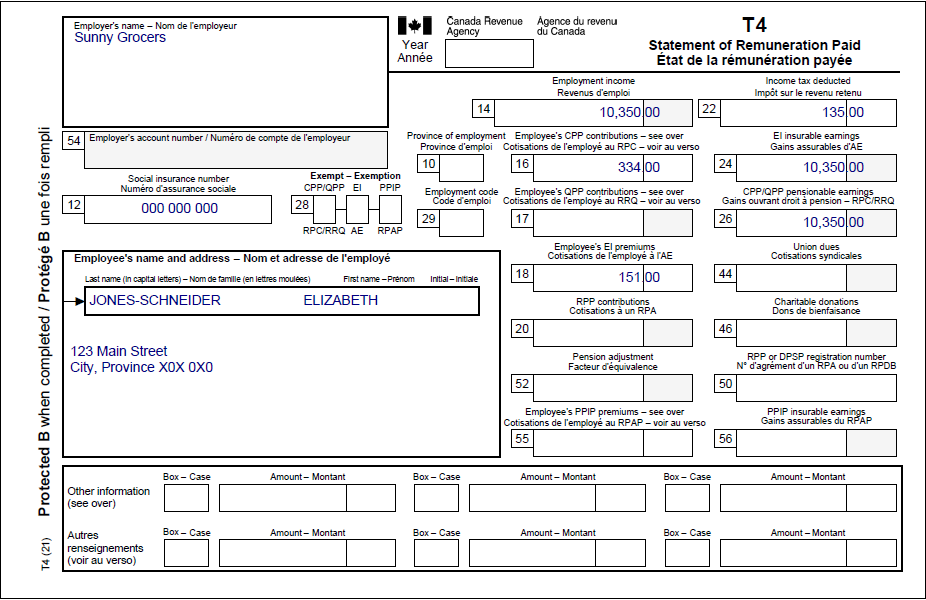 Employer's name – Nom de l'employeur
Sunny Grocers
Canada Revenue Agency
Agence du revenu du Canada
Year
Année
T4
Statement of Remuneration Paid
État de la rémunération payée
Employment income
Revenus d'emploi
14 10,350.00
Income tax deducted
Impôt sur le revenu retenu
22 135.00
54 Employer's account number / Numéro de compte de l'employeur
Province of employment
Province d'emploi
10
Employee's CPP contributions – see over
Cotisations de l'employé au RPC – voir au verso
16 334.00
EI insurable earnings
Gains assurables d'AE
24 10,350.00
Social insurance number
Numéro d'assurance sociale
12 000 000 000
Exempt – Exemption
CPP/QPP EI PPIP
28
RPC/RRQ AE RPAP
Employment code
Code d'emploi
29
Employee's QPP contributions – see over
Cotisations de l'employé au RRQ – voir au verso
17
CPP/QPP pensionable earnings
Gains ouvrant droit à pension – RPC/RRQ
26 10,350.00
Employee's name and address – Nom et adresse de l'employé
Last name (in capital letters) – Nom de famille (en lettres moulées) First name – Prénom Initial – Initiale
JONES-SCHNEIDER ELIZABETH
123 Main Street
City, Province X0X 0X0
Employee's EI premiums
Cotisations de l'employé à l'AE
18 151.00
Union dues
Cotisations syndicales
44
RPP contributions
Cotisations à un RPA
20
Charitable donations
Dons de bienfaisance
46
Pension adjustment
Facteur d'équivalence
52
RPP or DPSP registration number
N° d'agrément d'un RPA ou d'un RPDB
50
Employee's PPIP premiums – see over
Cotisations de l'employé au RPAP – voir au verso
55
PPIP insurable earnings
Gains assurables du RPAP
56
Box – Case Amount – Montant Box – Case Amount – Montant Box – Case Amount – Montant
Other information
(see over)
Box – Case Amount – Montant Box – Case Amount – Montant Box – Case Amount – Montant
Autres
renseignements
(voir au verso)
Protected B when completed / Protégé B une fois rempli
T4 (21)